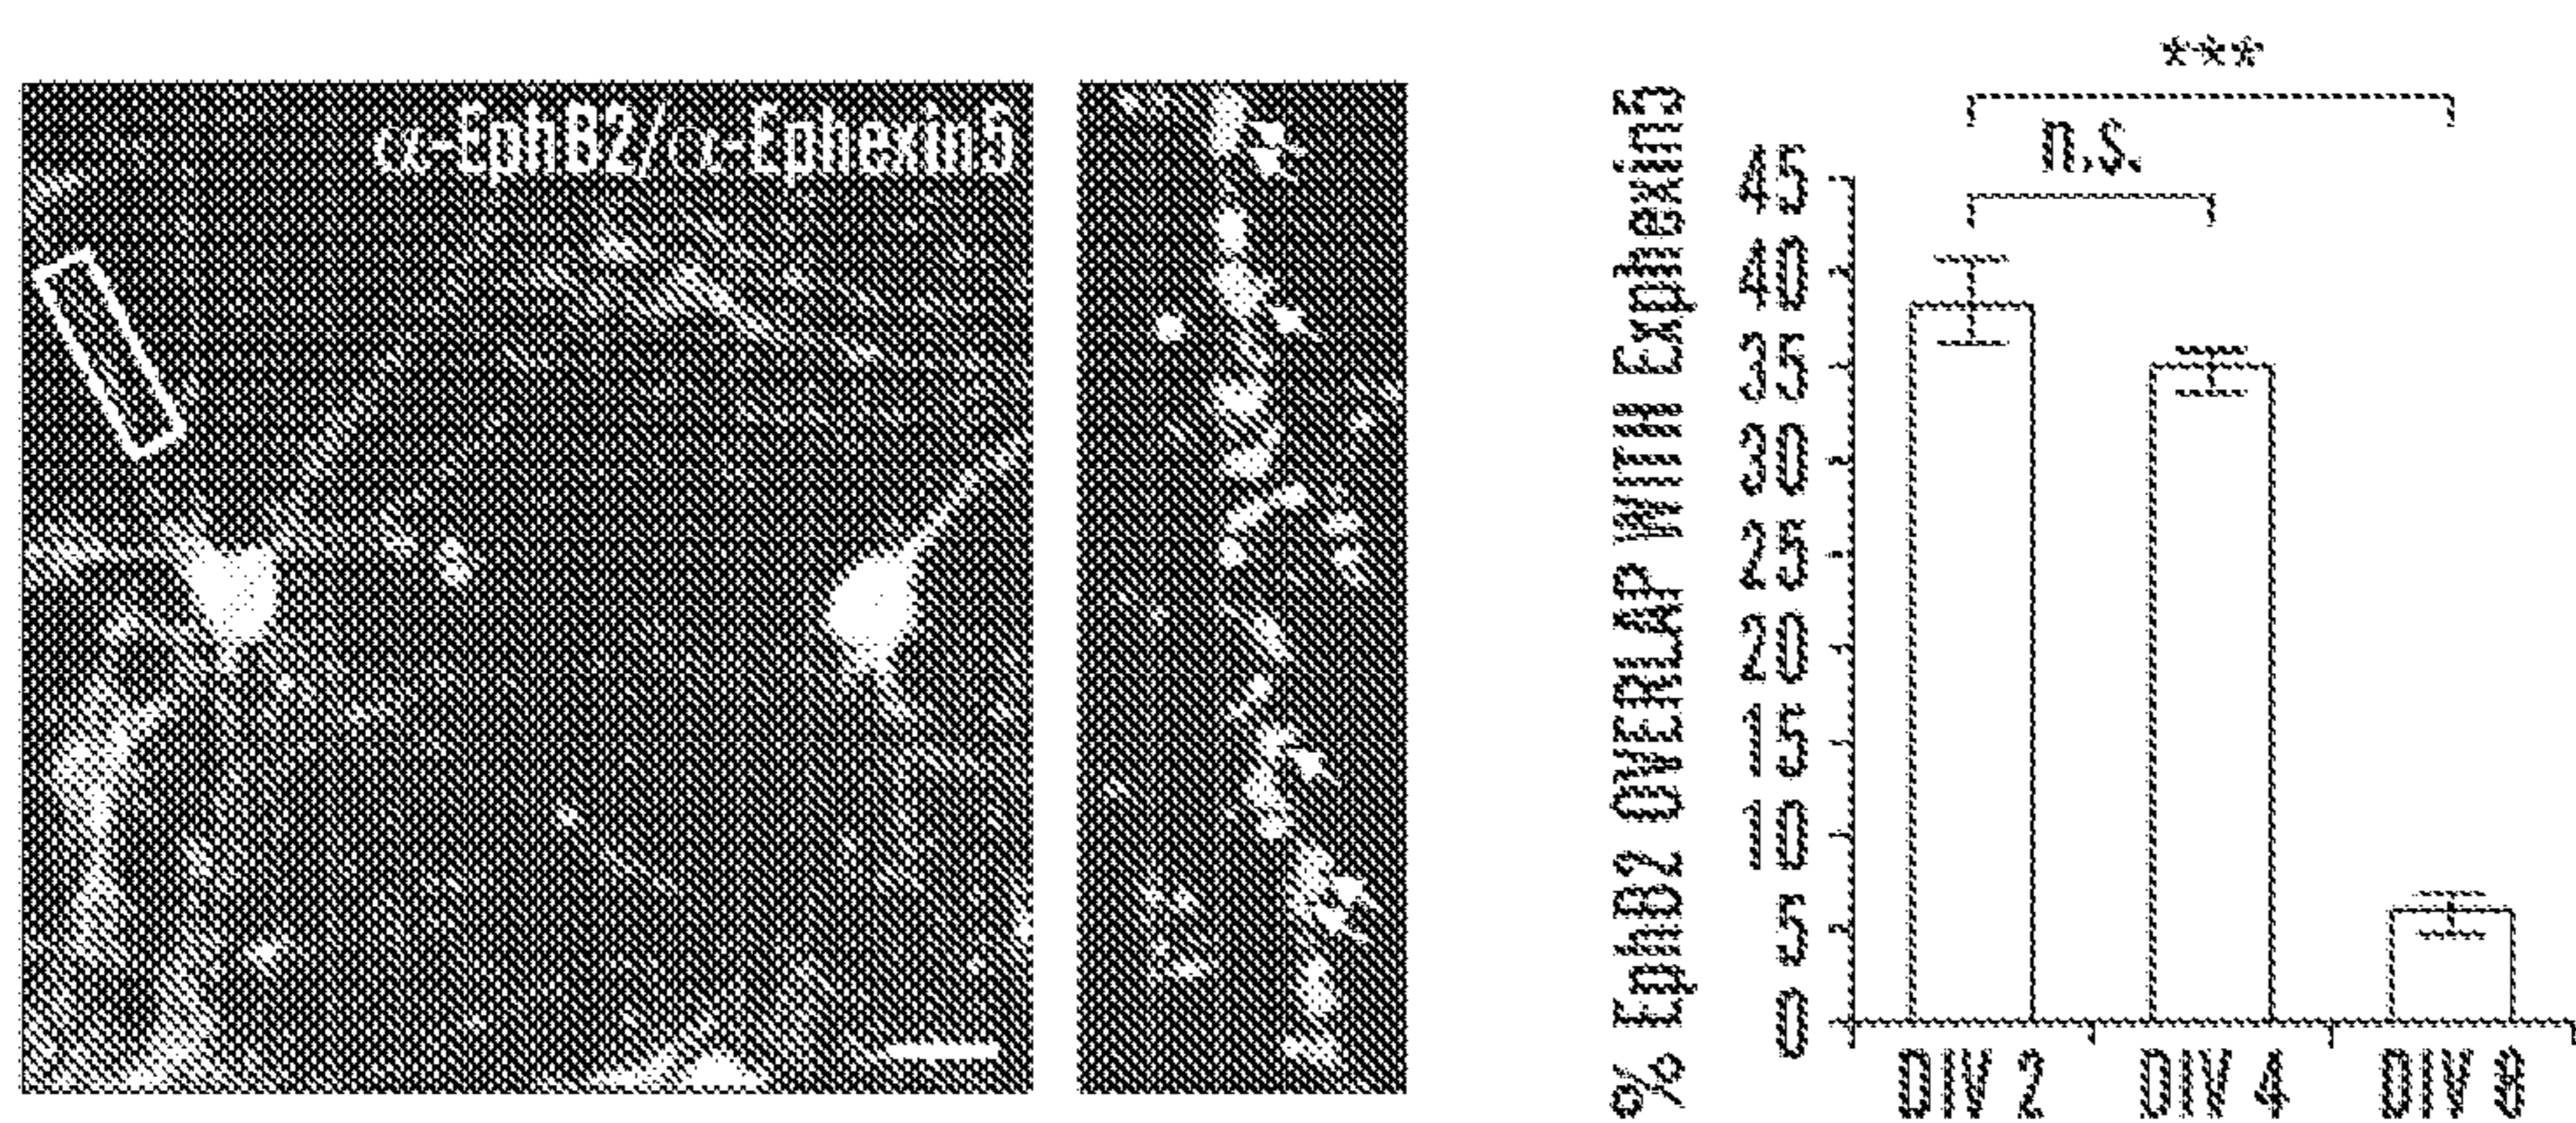 α-EphB2/α-Ephexin5
% EphB2 OVERLAP WITH Exphexin5
45
40
35
30
25
20
15
10
5
0
***
n.s.
DIV 2
DIV 4
DIV 8